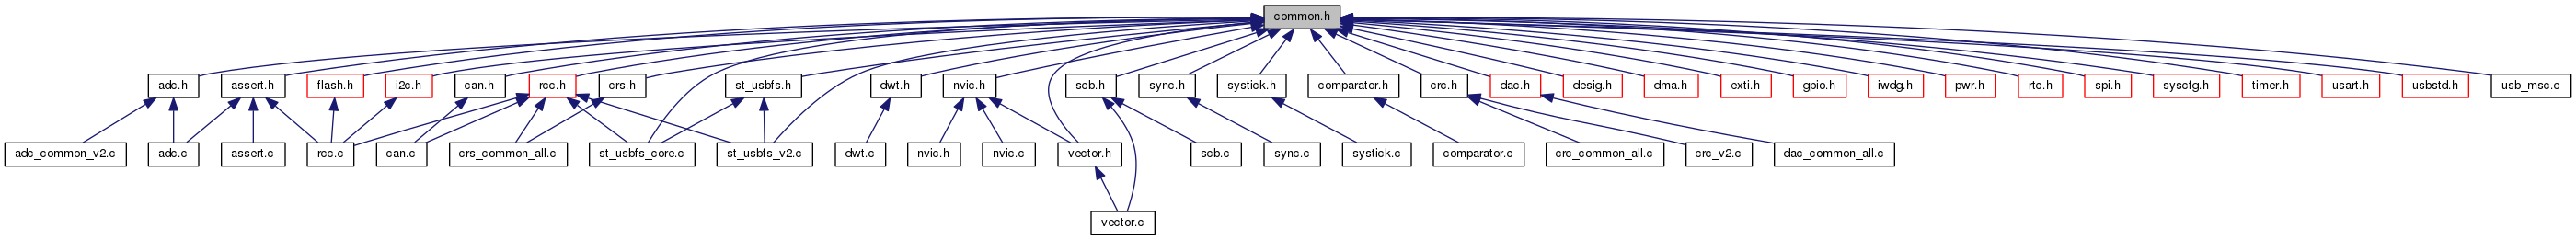 common.h
adc.h assert.h flash.h i2c.h can.h rcc.h crs.h st_usbfs.h dwt.h nvic.h scb.h sync.h systick.h comparator.h crc.h dac.h desig.h dma.h exti.h gpio.h iwdg.h pwr.h rtc.h spi.h syscfg.h timer.h usart.h usbstd.h usb_msc.c
adc_common_v2.c adc.c assert.c rcc.c can.c crs_common_all.c st_usbfs_core.c st_usbfs_v2.c dwt.c nvic.h nvic.c vector.h scb.c sync.c systick.c comparator.c crc_common_all.c crc_v2.c dac_common_all.c
vector.c